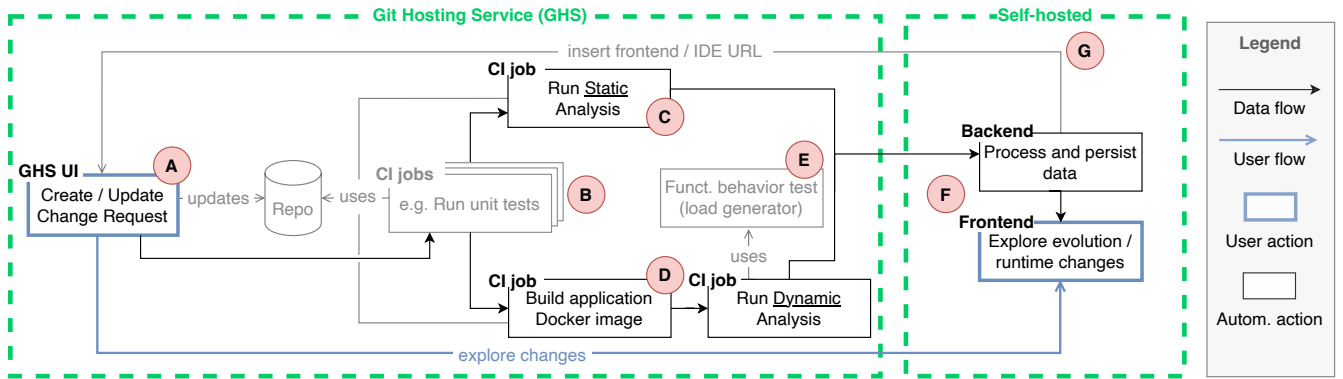 Git Hosting Service (GHS)
Self-hosted
insert frontend / IDE URL
G
Legend
CI job
Run Static
Analysis
C
Data flow
Backend
Process and persist
data
User flow
GHS UI
A
Create / Update
Change Request
updates
Repo
uses
CI jobs
e.g. Run unit tests
B
E
Funct. behavior test
(load generator)
F
User action
Frontend
Explore evolution /
runtime changes
uses
CI job
D
Build application
Docker image
CI job
Run Dynamic
Analysis
Autom. action
explore changes